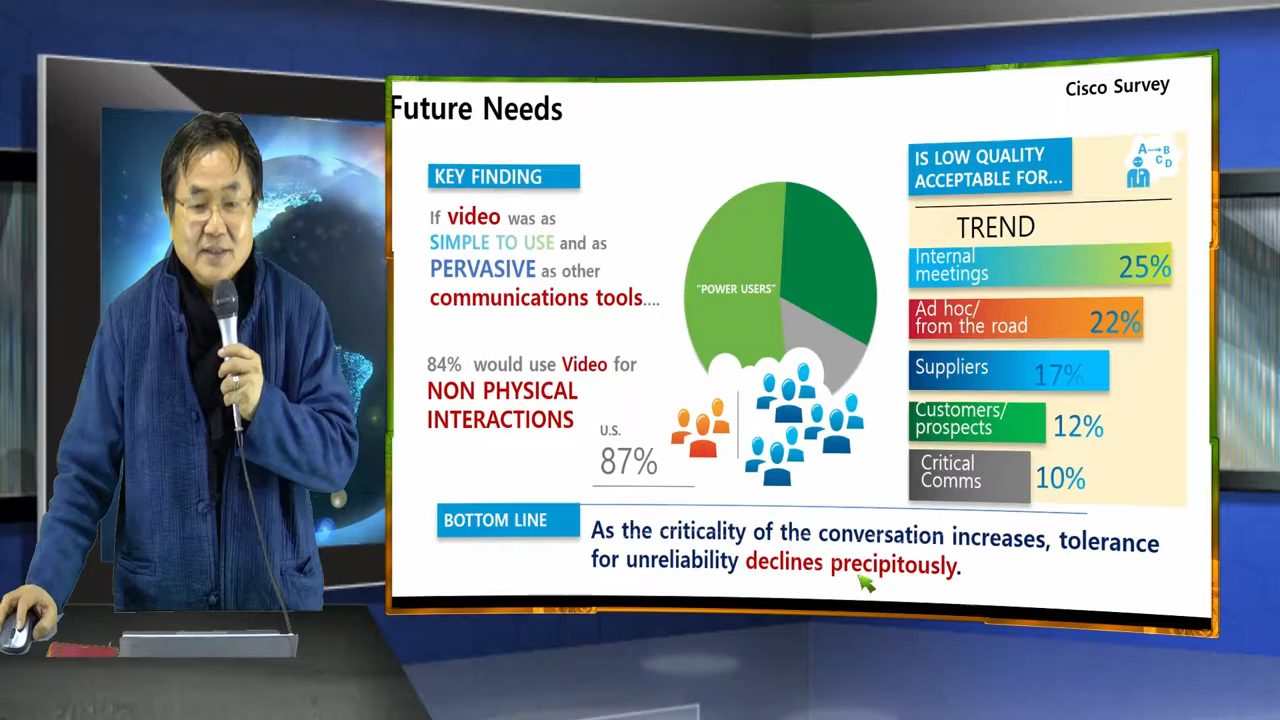 Future Needs
Cisco Survey
KEY FINDING
If video was as
SIMPLE TO USE and as
PERVASIVE as other
communications tools....
84% would use Video for
NON PHYSICAL
INTERACTIONS
U.S.
87%
"POWER USERS"
IS LOW QUALITY
ACCEPTABLE FOR...
A B
C D
TREND
Internal
meetings
25%
Ad hoc/
from the road
22%
Suppliers
17%
Customers/
prospects
12%
Critical
Comms
10%
BOTTOM LINE
As the criticality of the conversation increases, tolerance
for unreliability declines precipitously.